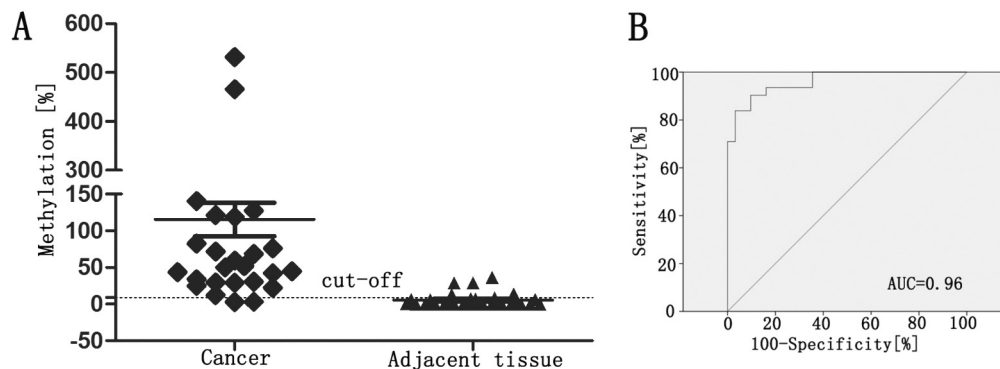 A
Methylation [%]
600
500
400
300
150
100
50
0
-50
cut-off
Cancer
Adjacent tissue
B
Sensitivity[%]
100
80
60
40
20
0
AUC=0.96
0 20 40 60 80 100
100-Specificity[%]